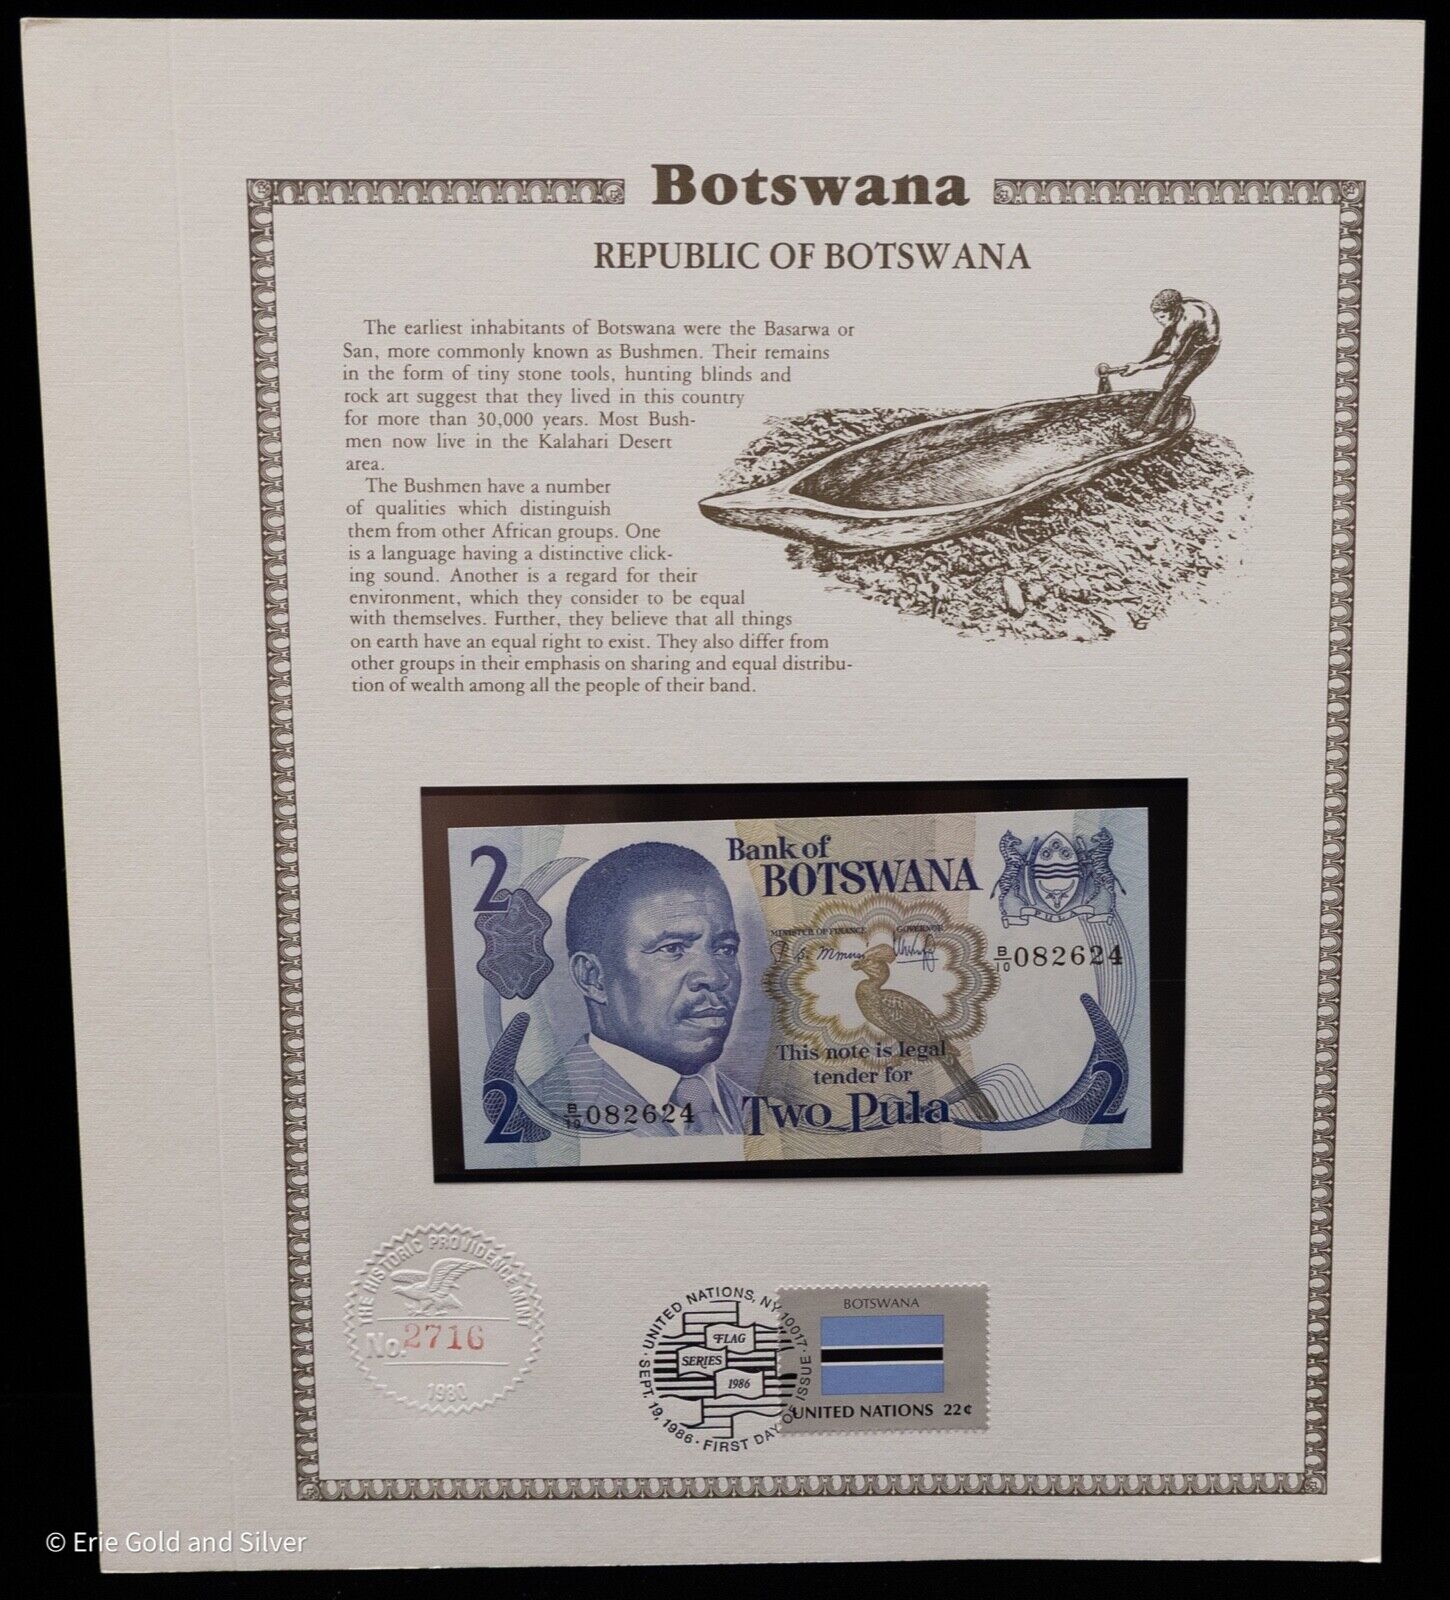 Botswana
REPUBLIC OF BOTSWANA
The earliest inhabitants of Botswana were the Basarwa or
San, more commonly known as Bushmen. Their remains
in the form of tiny stone tools, hunting blinds and
rock art suggest that they lived in this country
for more than 30,000 years. Most Bush-
men now live in the Kalahari Desert
area.
The Bushmen have a number
of qualities which distinguish
them from other African groups. One
is a language having a distinctive click-
ing sound. Another is a regard for their
environment, which they consider to be equal
with themselves. Further, they believe that all things
on earth have an equal right to exist. They also differ from
other groups in their emphasis on sharing and equal distribu-
tion of wealth among all the people of their band.
2
Bank of
BOTSWANA
PULA
MINISTER OF FINANCE
GOVERNOR
B/10 082624
This note is legal
tender for
Two Pula
2
B/10 082624
2
THE HISTORIC PROVIDENCE MINT
No. 2716
1980
UNITED NATIONS, NY 10017
FLAG
SERIES
1986
SEPT. 19, 1986 · FIRST DAY OF ISSUE
BOTSWANA
UNITED NATIONS 22¢
© Erie Gold and Silver